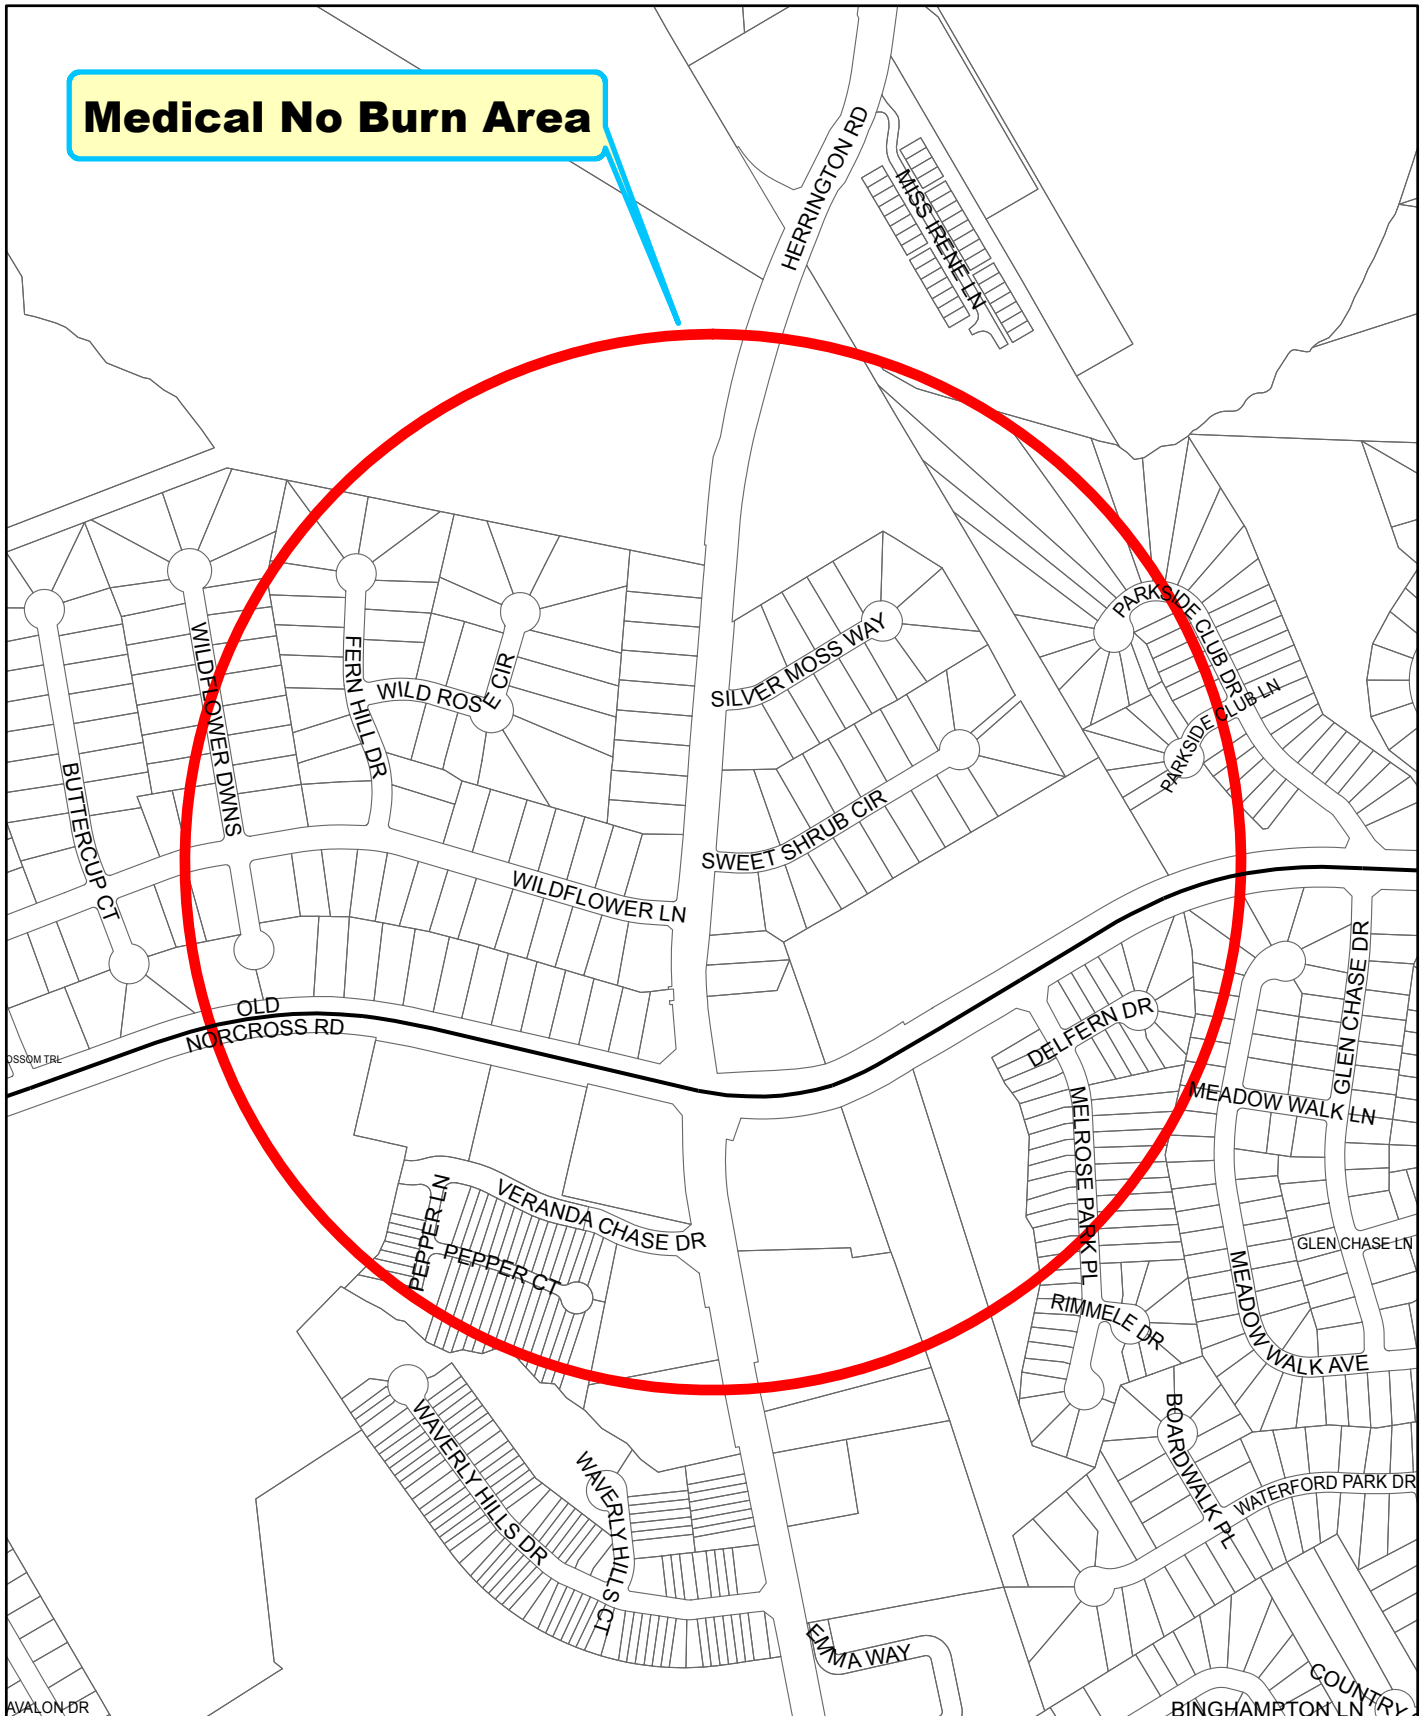 Medical No Burn Area
HERRINGTON RD
MISS IRENE LN
PARKSIDE CLUB DR
PARKSIDE CLUB LN
WILDFLOWER DWNS
FERN HILL DR
WILD ROSE CIR
SILVER MOSS WAY
BUTTERCUP CT
SWEET SHRUB CIR
WILDFLOWER LN
OLD
NORCROSS RD
OSSOM TRL
DELFERN DR
GLEN CHASE DR
MEADOW WALK LN
MELROSE PARK PL
PEPPER LN
VERANDA CHASE DR
PEPPER CT
GLEN CHASE LN
RIMMELE DR
MEADOW WALK AVE
BOARDWALK PL
WAVERLY HILLS DR
WAVERLY HILLS CT
WATERFORD PARK DR
EMMA WAY
AVALON DR
BINGHAMPTON LN
COUNTRY